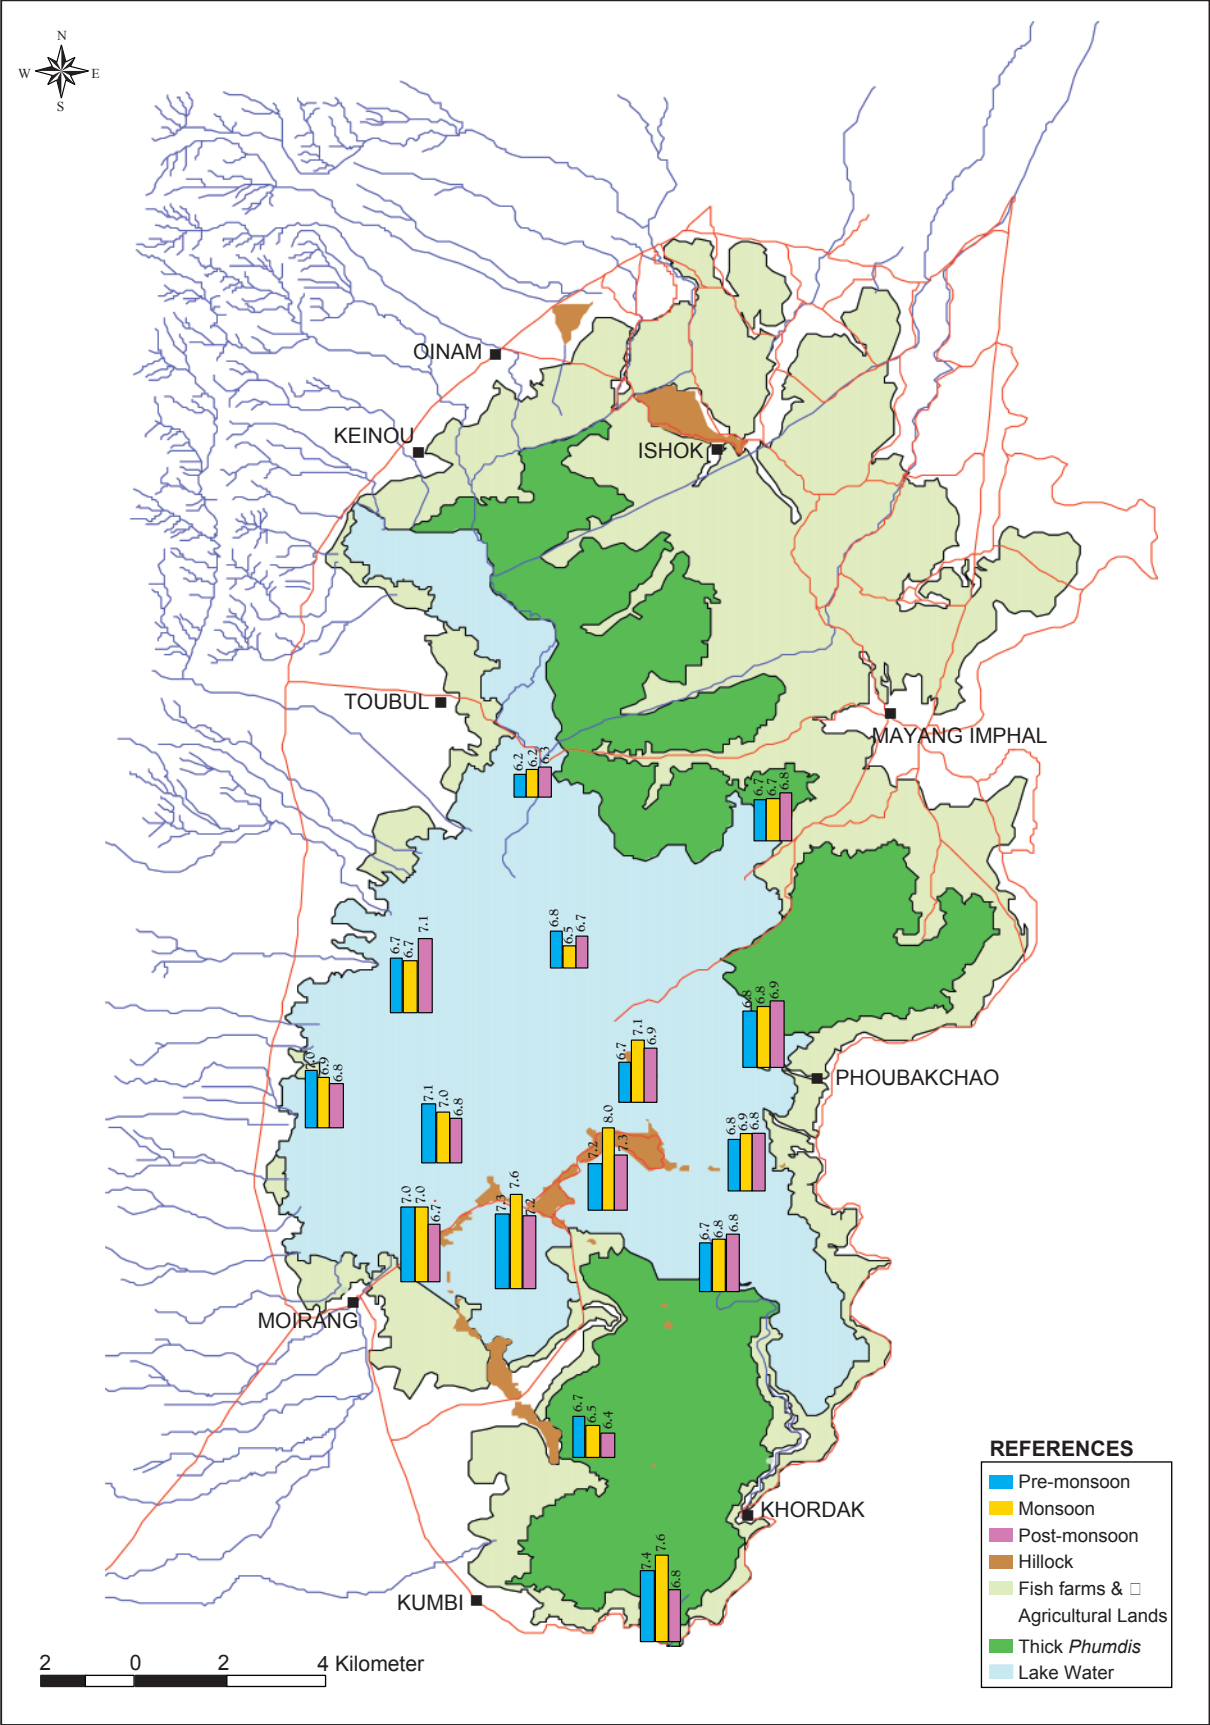 N
W E
S
OINAM
KEINOU
ISHOK
TOUBUL
MAYANG IMPHAL
6.2 6.2 6.3
6.7 6.7 6.8
6.7 6.7 7.1
6.8 6.5 6.7
6.8 6.8 6.9
7.0 6.9 6.8
6.7 7.1 6.9
PHOUBAKCHAO
7.1 7.0 6.8
7.2 8.0 7.3
6.8 6.9 6.8
7.0 7.0 6.7
7.3 7.6 7.2
6.7 6.8 6.8
MOIRANG
6.7 6.5 6.4
KHORDAK
7.4 7.6 6.8
KUMBI
REFERENCES
Pre-monsoon
Monsoon
Post-monsoon
Hillock
Fish farms & □
Agricultural Lands
Thick Phumdis
Lake Water
2 0 2 4 Kilometer